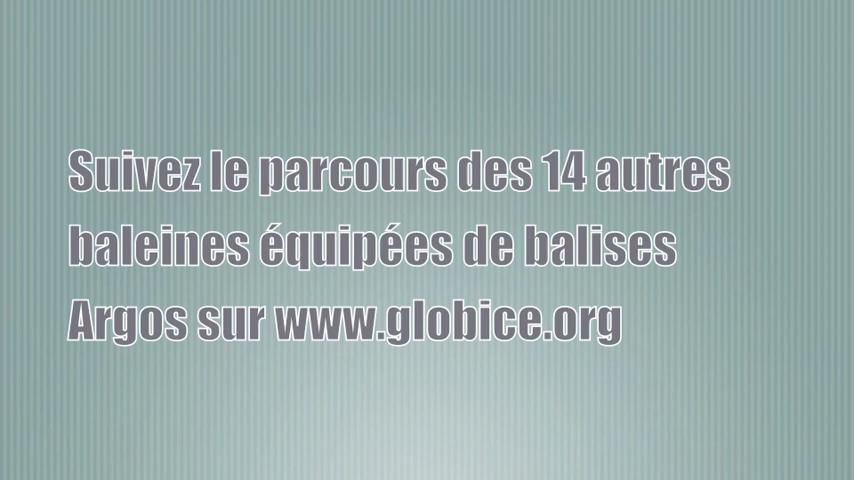 Suivez le parcours des 14 autres
baleines équipées de balises
Argos sur www.globice.org